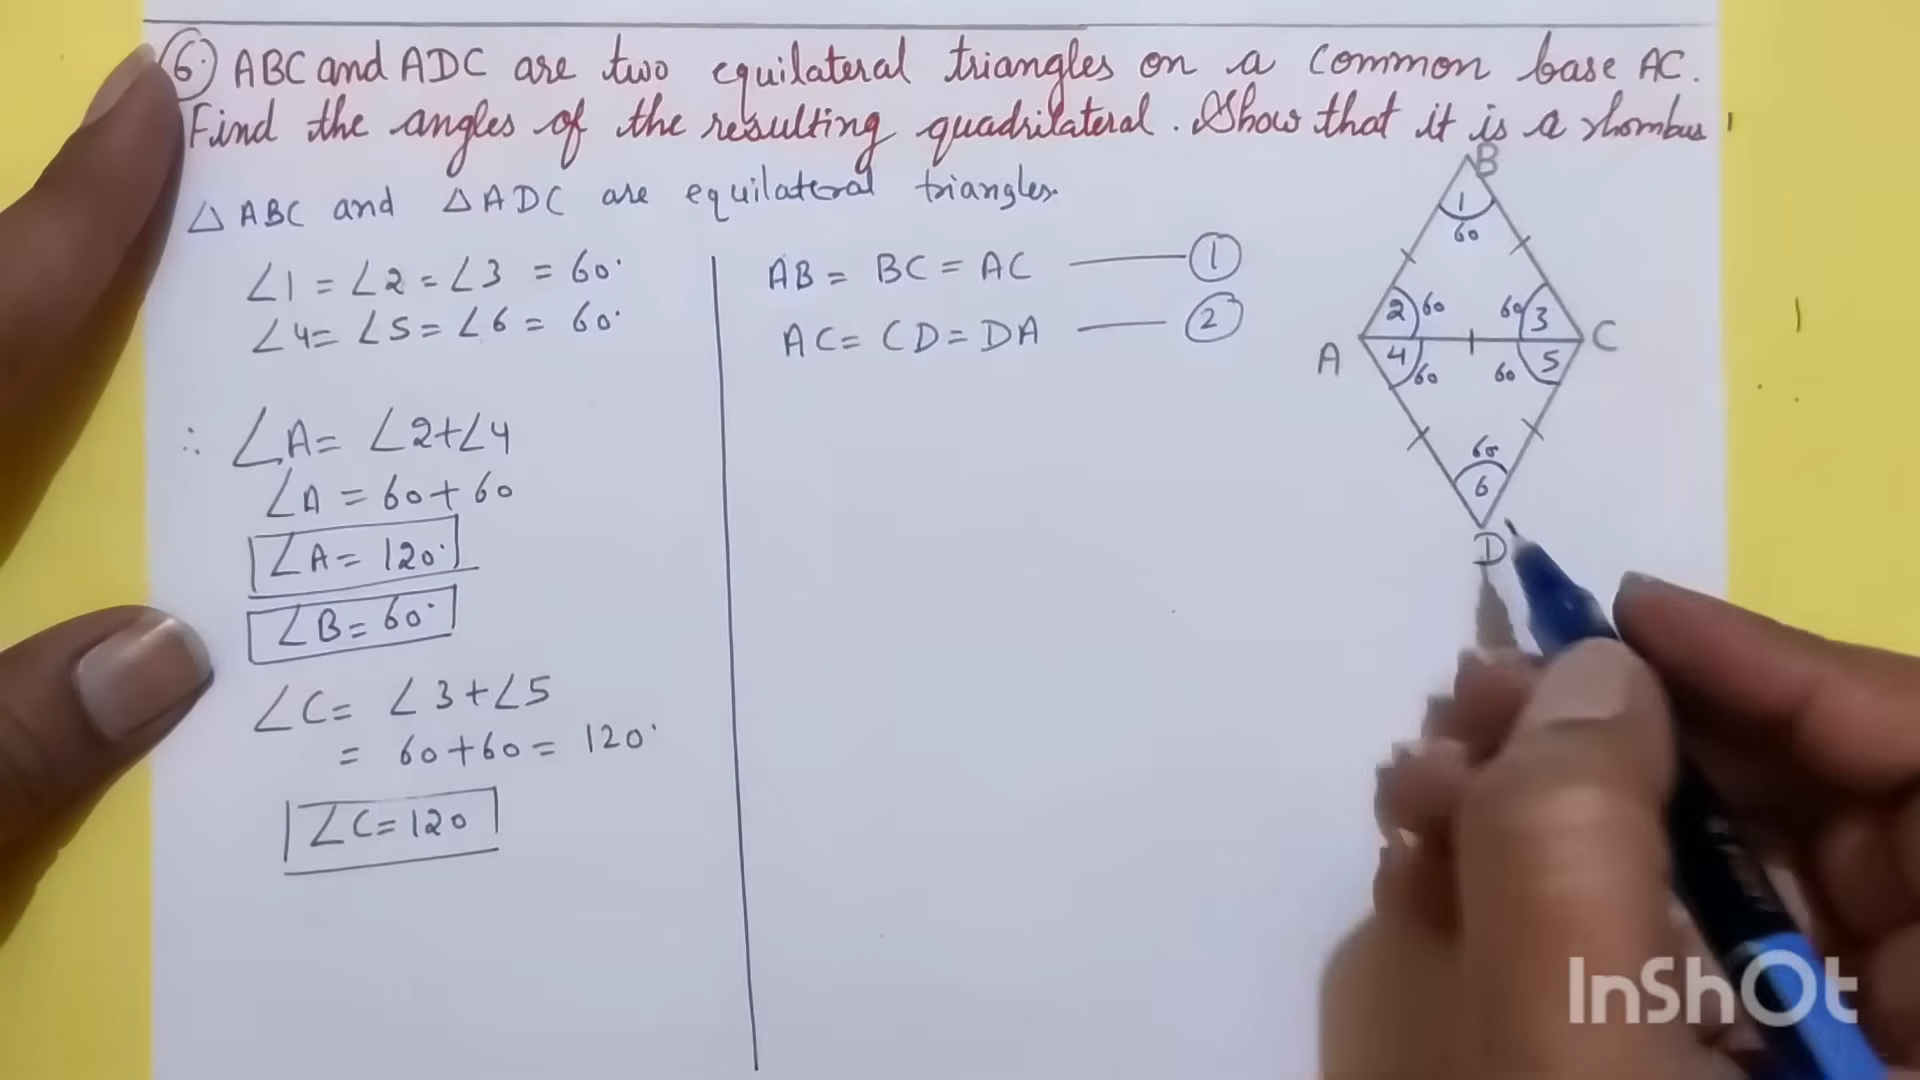 6. ABC and ADC are two equilateral triangles on a common base AC.
Find the angles of the resulting quadrilateral. Show that it is a rhombus
△ ABC and △ ADC are equilateral triangles.
∠1 = ∠2 = ∠3 = 60°
∠4= ∠5= ∠6= 60°
∴ ∠A= ∠2+∠4
∠A = 60+60
∠A= 120°
∠B= 60°
∠C= ∠3+∠5
= 60+60= 120°
∠C= 120
AB= BC= AC —— 1
AC= CD= DA —— 2
B
1
60
2 60
60 3
A
C
4 60
60 5
60
6
D
InShOt